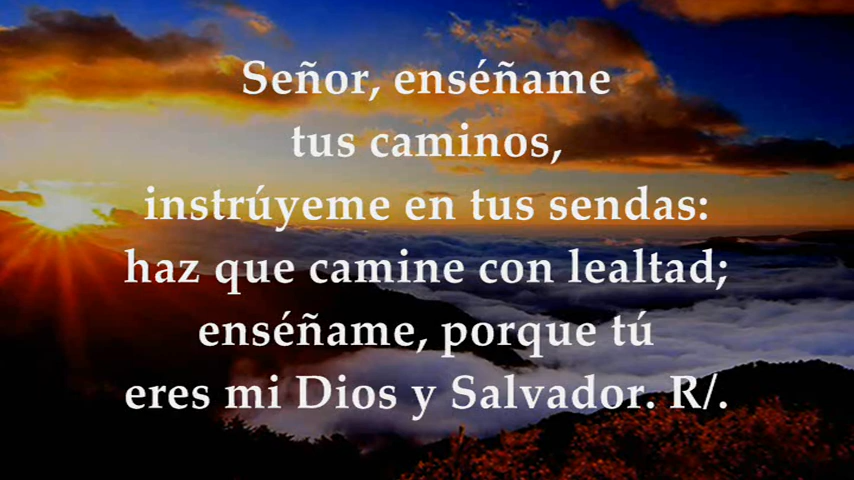 Señor, enséñame
tus caminos,
instrúyeme en tus sendas:
haz que camine con lealtad;
enséñame, porque tú
eres mi Dios y Salvador. R/.